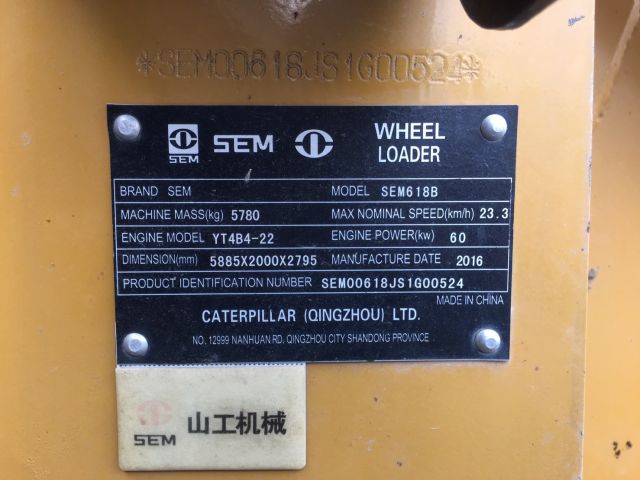 *SEM00618JS1G00524*
SEM SEM WHEEL LOADER
BRAND SEM MODEL SEM618B
MACHINE MASS(kg) 5780 MAX NOMINAL SPEED(km/h) 23.3
ENGINE MODEL YT4B4-22 ENGINE POWER(kw) 60
DIMENSION(mm) 5885X2000X2795 MANUFACTURE DATE 2016
PRODUCT IDENTIFICATION NUMBER SEM00618JS1G00524
MADE IN CHINA
CATERPILLAR (QINGZHOU) LTD.
NO. 12999 NANHUAN RD, QINGZHOU CITY SHANDONG PROVINCE
SEM 山工机械